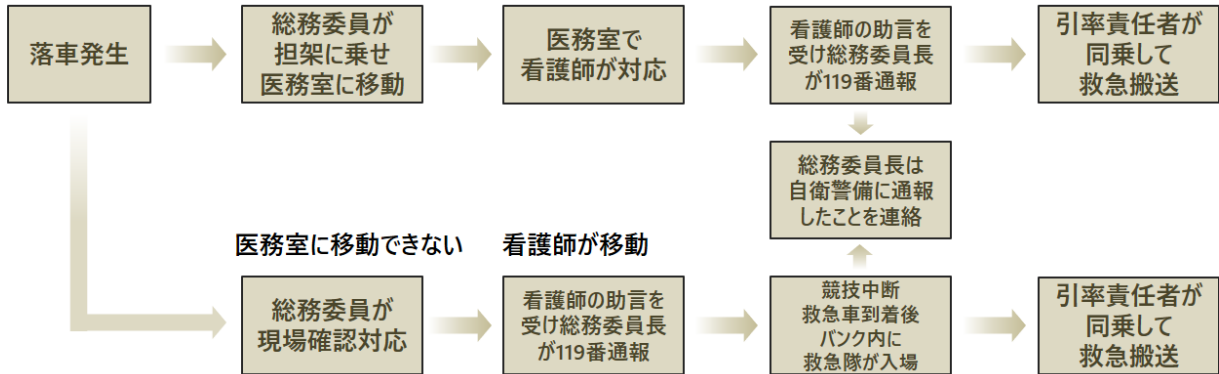 落車発生
総務委員が
担架に乗せ
医務室に移動
医務室で
看護師が対応
看護師の助言を
受け総務委員長
が119番通報
引率責任者が
同乗して
救急搬送
総務委員長は
自衛警備に通報
したことを連絡
医務室に移動できない
看護師が移動
総務委員が
現場確認対応
看護師の助言を
受け総務委員長
が119番通報
競技中断
救急車到着後
バンク内に
救急隊が入場
引率責任者が
同乗して
救急搬送